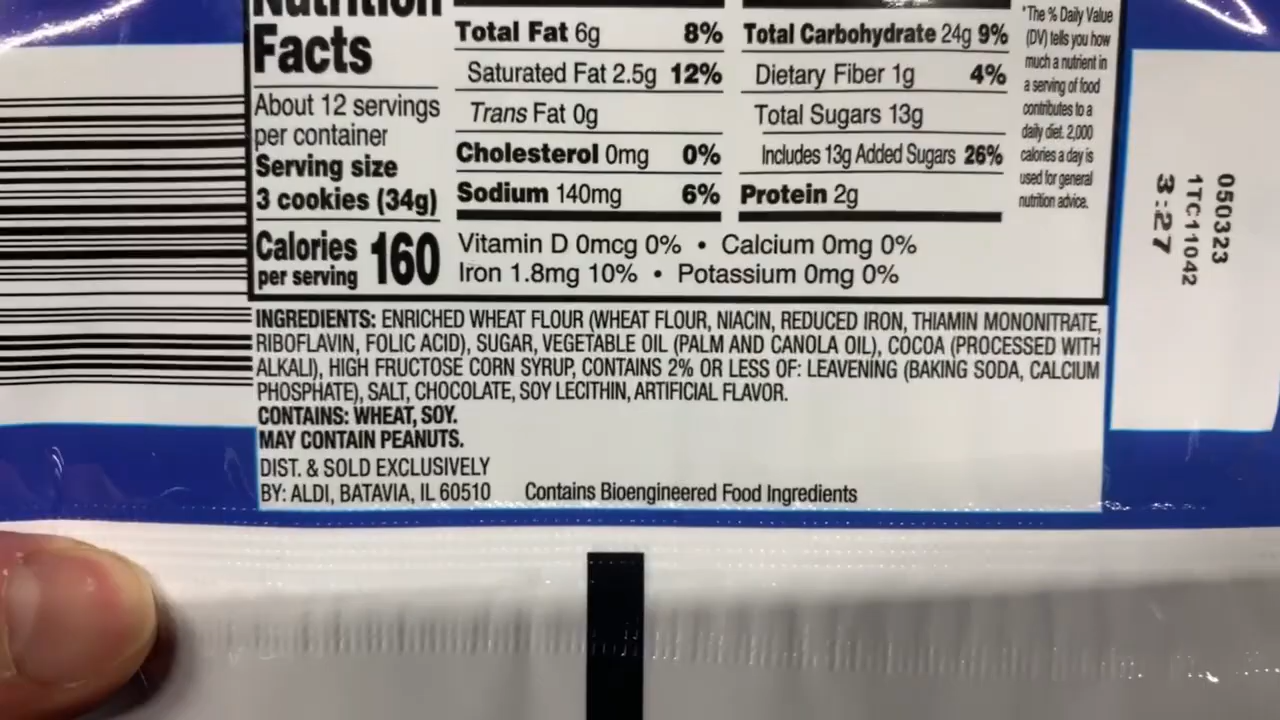 Nutrition
Facts
About 12 servings
per container
Serving size
3 cookies (34g)
Calories
per serving
160
Total Fat 6g 8%
Saturated Fat 2.5g 12%
Trans Fat 0g
Cholesterol 0mg 0%
Sodium 140mg 6%
Total Carbohydrate 24g 9%
Dietary Fiber 1g 4%
Total Sugars 13g
Includes 13g Added Sugars 26%
Protein 2g
Vitamin D 0mcg 0% • Calcium 0mg 0%
Iron 1.8mg 10% • Potassium 0mg 0%
*The % Daily Value
(DV) tells you how
much a nutrient in
a serving of food
contributes to a
daily diet. 2,000
calories a day is
used for general
nutrition advice.
INGREDIENTS: ENRICHED WHEAT FLOUR (WHEAT FLOUR, NIACIN, REDUCED IRON, THIAMIN MONONITRATE,
RIBOFLAVIN, FOLIC ACID), SUGAR, VEGETABLE OIL (PALM AND CANOLA OIL), COCOA (PROCESSED WITH
ALKALI), HIGH FRUCTOSE CORN SYRUP, CONTAINS 2% OR LESS OF: LEAVENING (BAKING SODA, CALCIUM
PHOSPHATE), SALT, CHOCOLATE, SOY LECITHIN, ARTIFICIAL FLAVOR.
CONTAINS: WHEAT, SOY.
MAY CONTAIN PEANUTS.
DIST. & SOLD EXCLUSIVELY
BY: ALDI, BATAVIA, IL 60510 Contains Bioengineered Food Ingredients
050323
1TC11042
3:27